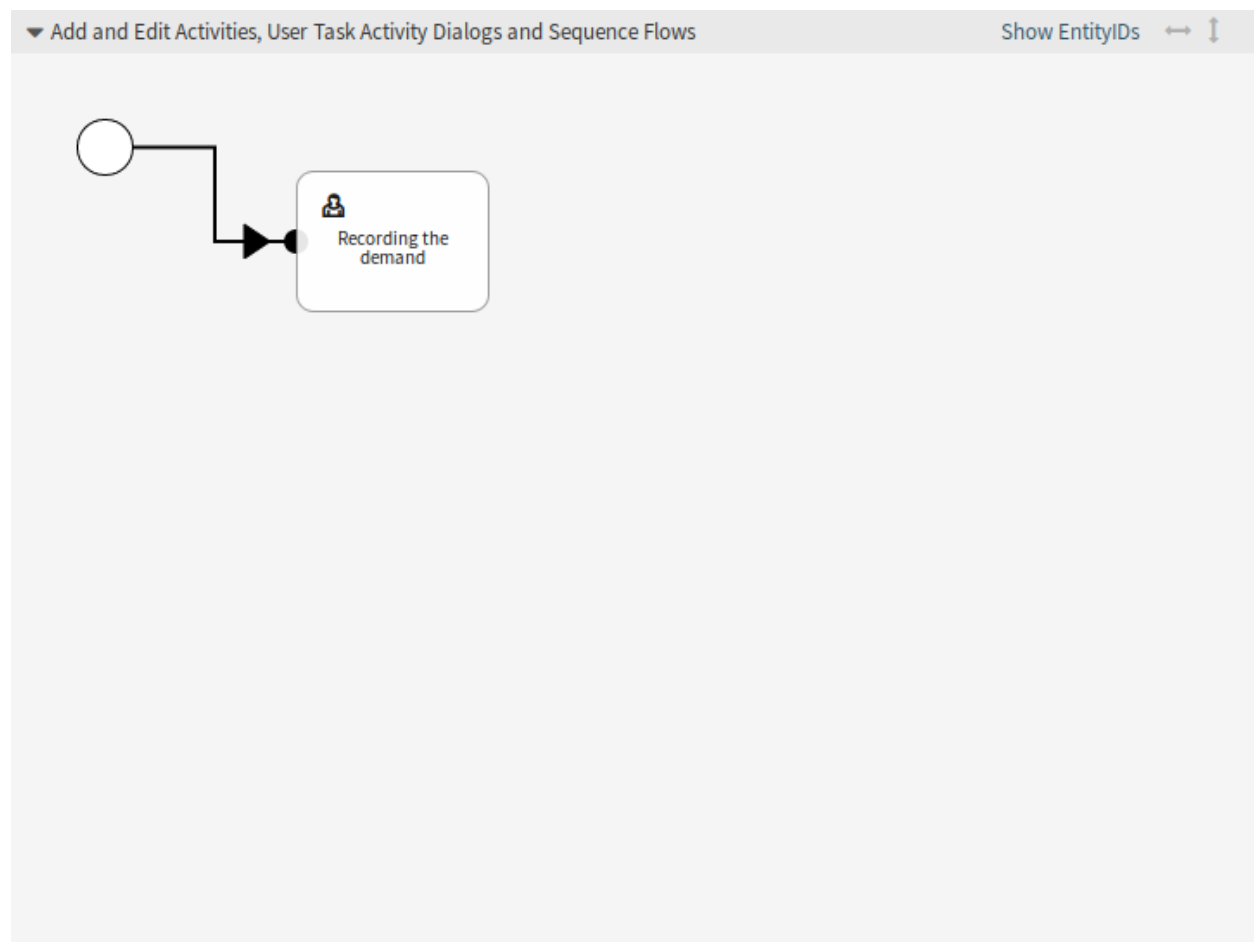 Add and Edit Activities, User Task Activity Dialogs and Sequence Flows
Show EntityIDs
Recording the
demand